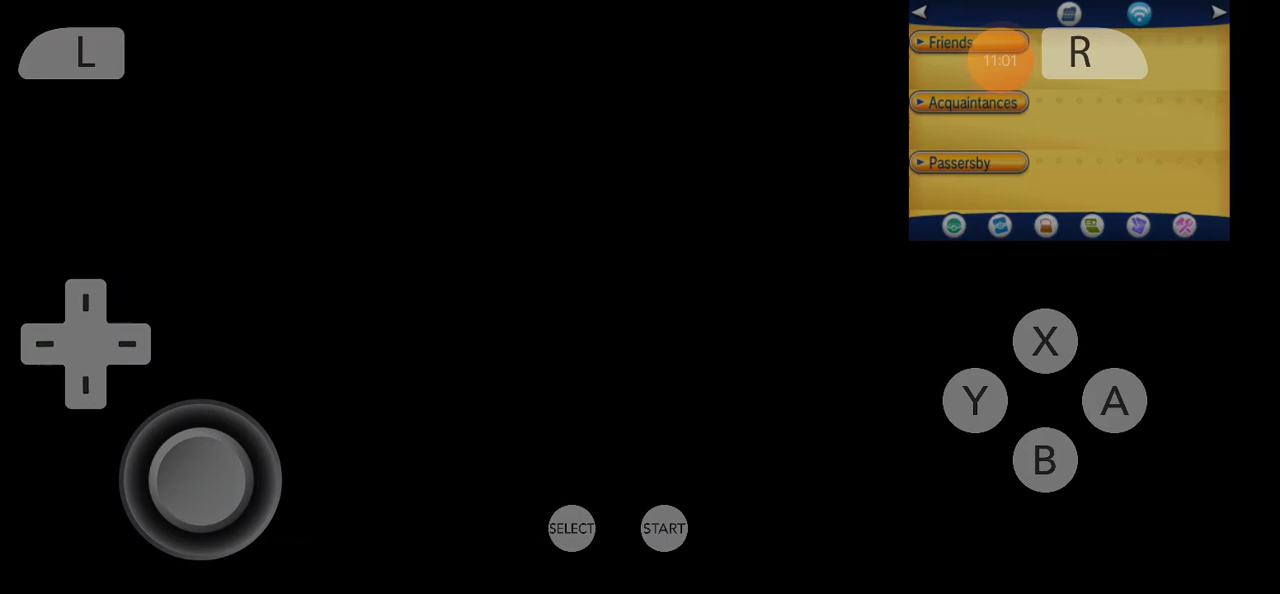 L
Friends
11:01
R
Acquaintances
Passersby
X
Y
A
B
SELECT
START